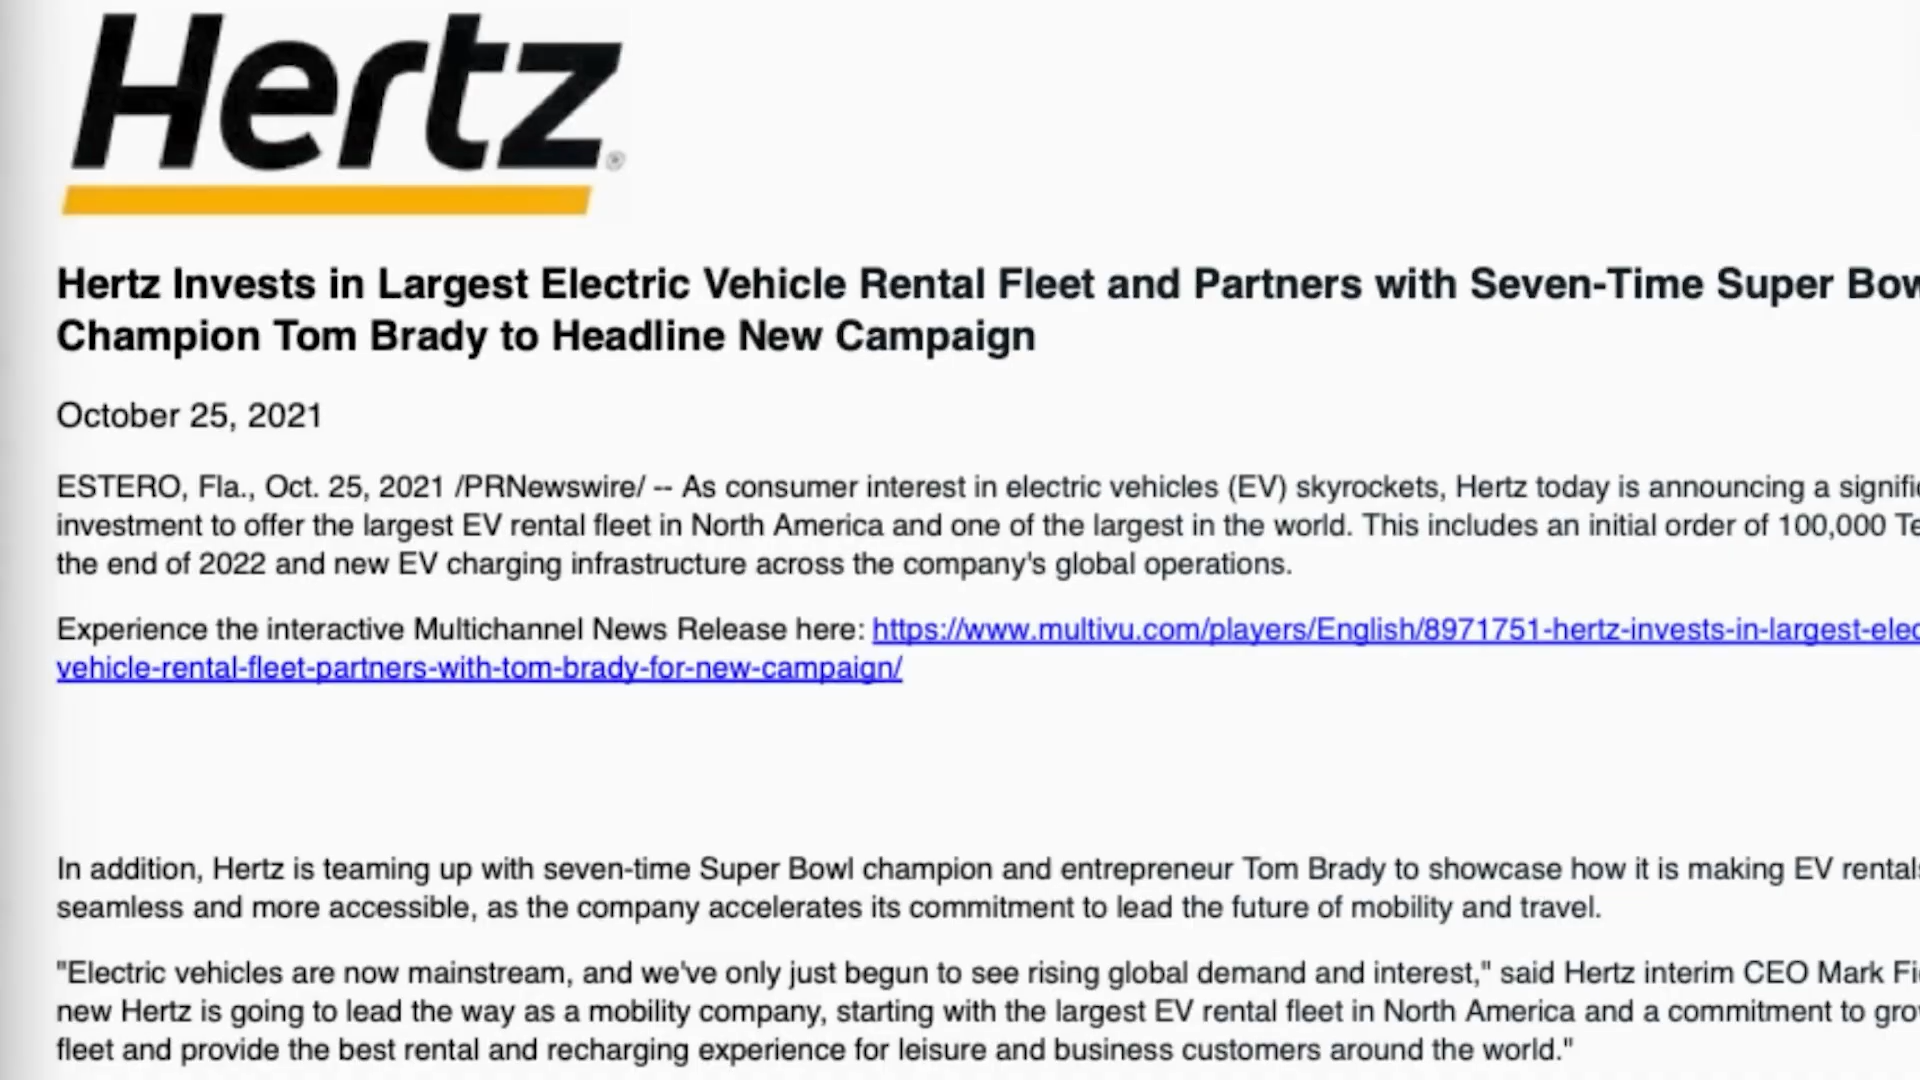 Hertz
Hertz Invests in Largest Electric Vehicle Rental Fleet and Partners with Seven-Time Super
Champion Tom Brady to Headline New Campaign
October 25, 2021
ESTERO, Fla., Oct. 25, 2021 /PRNewswire/ -- As consumer interest in electric vehicles (EV) skyrockets, Hertz today is announcing a
investment to offer the largest EV rental fleet in North America and one of the largest in the world. This includes an initial order of 100,000
the end of 2022 and new EV charging infrastructure across the company's global operations.
Experience the interactive Multichannel News Release here: https://www.multivu.com/players/English/8971751-hertz-invests-in-largest-elec
vehicle-rental-fleet-partners-with-tom-brady-for-new-campaign/
In addition, Hertz is teaming up with seven-time Super Bowl champion and entrepreneur Tom Brady to showcase how it is making EV rental
seamless and more accessible, as the company accelerates its commitment to lead the future of mobility and travel.
"Electric vehicles are now mainstream, and we've only just begun to see rising global demand and interest," said Hertz interim CEO Mark
new Hertz is going to lead the way as a mobility company, starting with the largest EV rental fleet in North America and a commitment to
fleet and provide the best rental and recharging experience for leisure and business customers around the world."